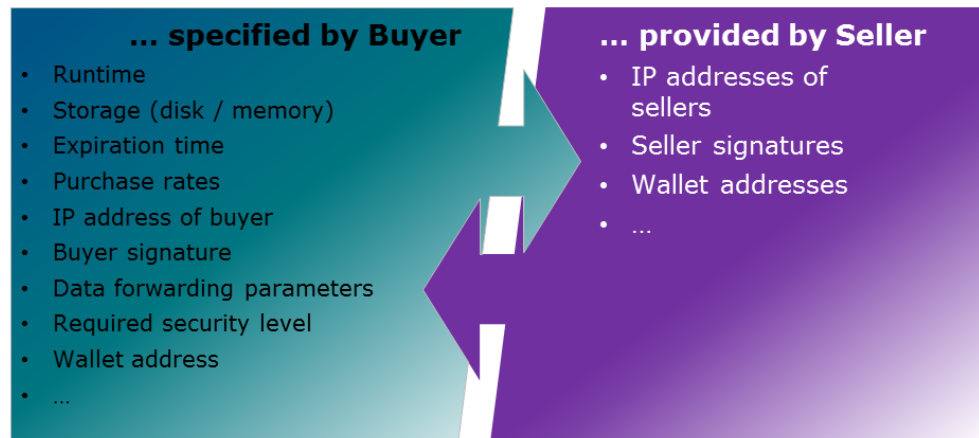 ... specified by Buyer
• Runtime
• Storage (disk / memory)
• Expiration time
• Purchase rates
• IP address of buyer
• Buyer signature
• Data forwarding parameters
• Required security level
• Wallet address
• ...
... provided by Seller
• IP addresses of
sellers
• Seller signatures
• Wallet addresses
• ...